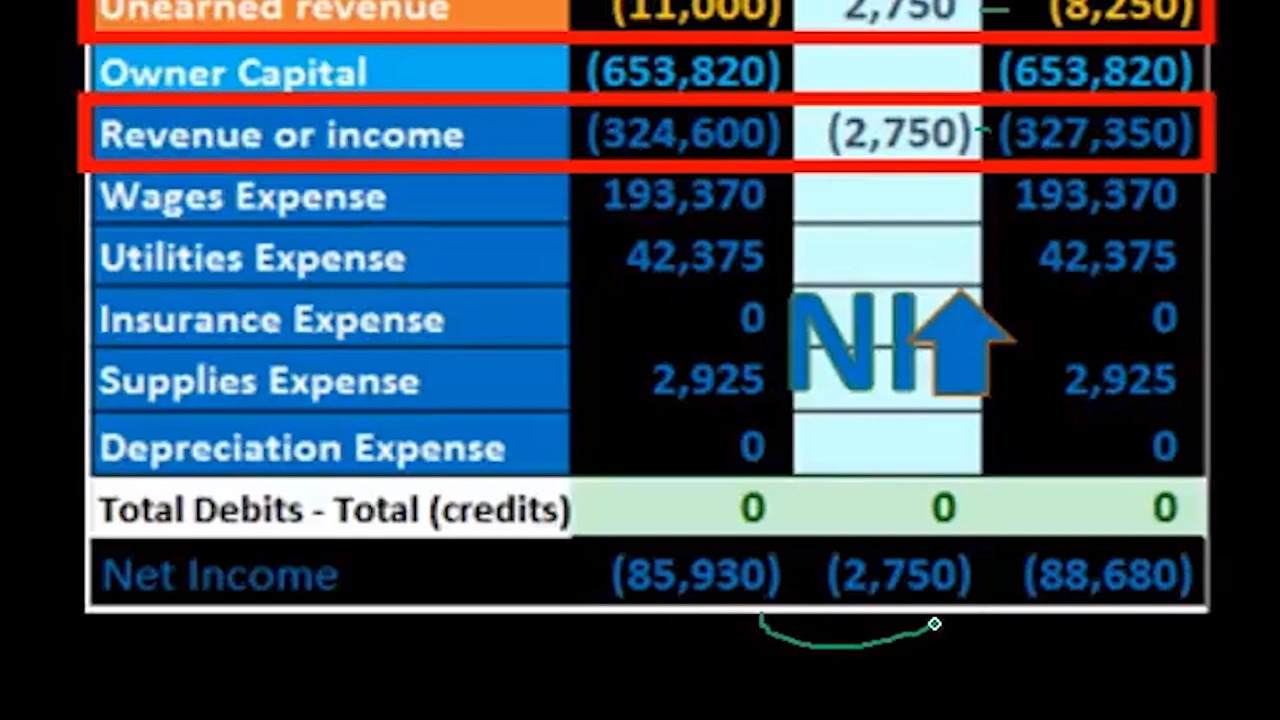 Unearned revenue (11,000) 2,750 (8,250)
Owner Capital (653,820) (653,820)
Revenue or income (324,600) (2,750) (327,350)
Wages Expense 193,370 193,370
Utilities Expense 42,375 42,375
Insurance Expense 0 0
NI
Supplies Expense 2,925 2,925
Depreciation Expense 0 0
Total Debits - Total (credits) 0 0 0
Net Income (85,930) (2,750) (88,680)